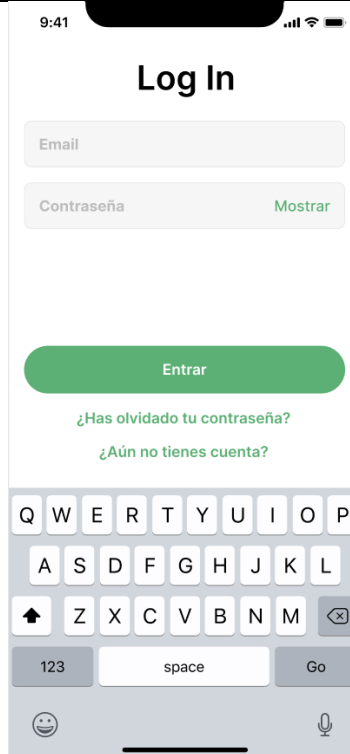 9:41
Log In
Email
Contraseña Mostrar
Entrar
¿Has olvidado tu contraseña?
¿Aún no tienes cuenta?
Q W E R T Y U I O P
A S D F G H J K L
Z X C V B N M
123 space Go